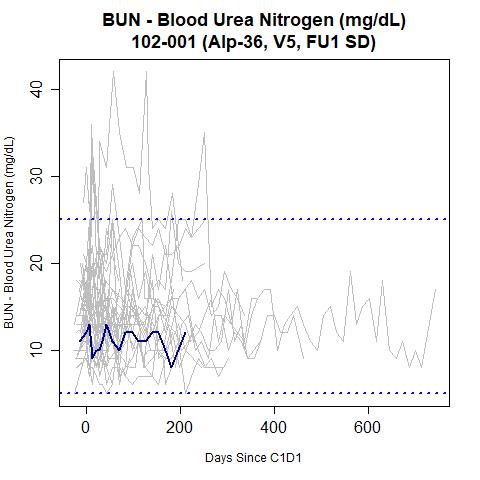 BUN - Blood Urea Nitrogen (mg/dL)
102-001 (Alp-36, V5, FU1 SD)
BUN - Blood Urea Nitrogen (mg/dL)
40
30
20
10
0
200
400
600
Days Since C1D1